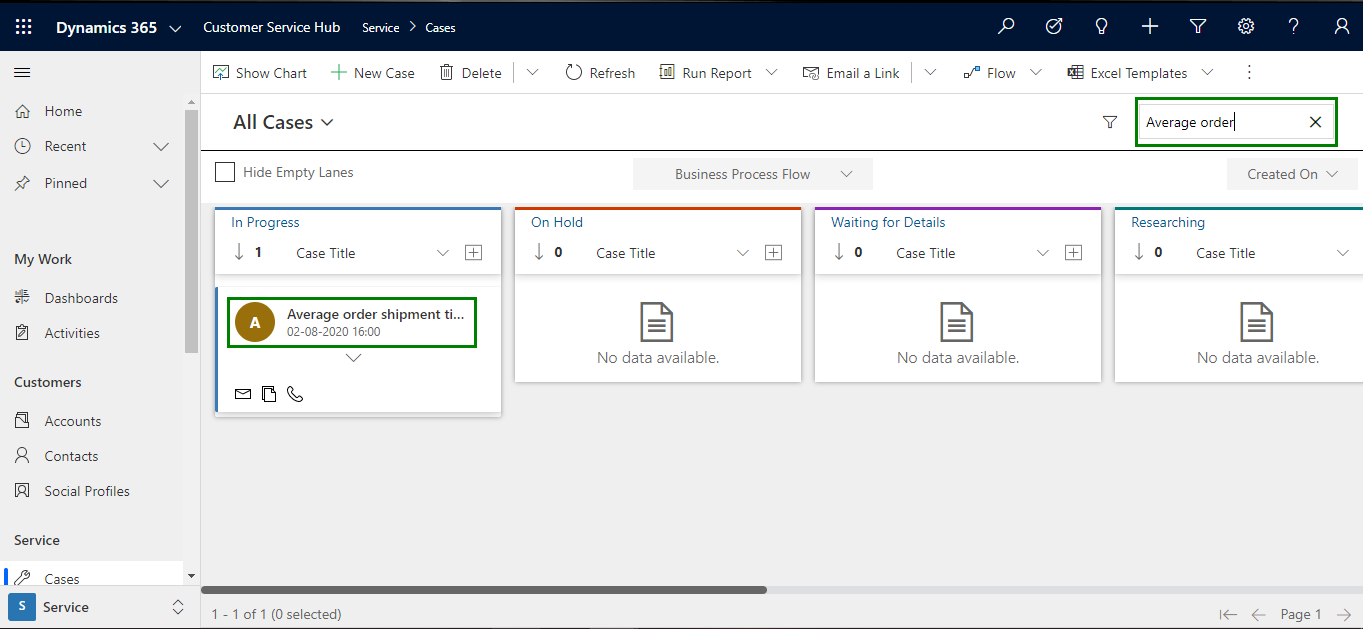 Dynamics 365 Customer Service Hub Service > Cases
Show Chart New Case Delete Refresh Run Report Email a Link Flow Excel Templates
Home
Recent
Pinned
My Work
Dashboards
Activities
Customers
Accounts
Contacts
Social Profiles
Service
Cases
S Service
All Cases Average order
Hide Empty Lanes Business Process Flow Created On
In Progress
1 Case Title
A Average order shipment ti...
02-08-2020 16:00
On Hold
0 Case Title
No data available.
Waiting for Details
0 Case Title
No data available.
Researching
0 Case Title
No data available.
1 - 1 of 1 (0 selected) Page 1